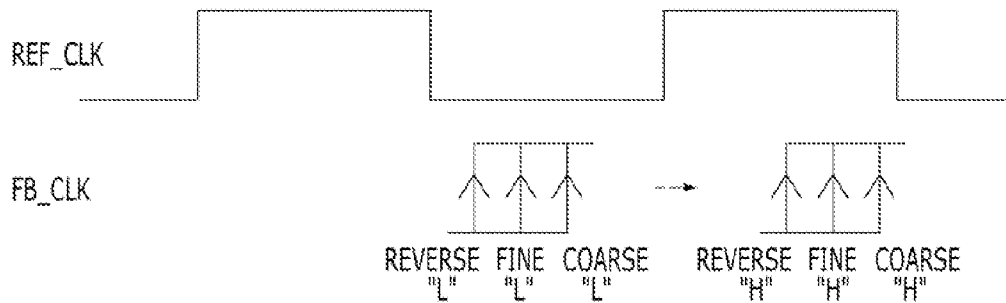 REF_CLK
FB_CLK
REVERSE FINE COARSE REVERSE FINE COARSE
"L" "L" "L" "H" "H" "H"